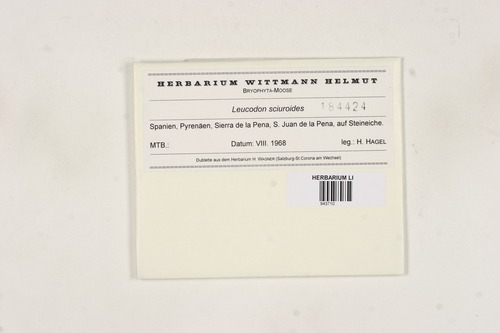 HERBARIUM WITTMANN HELMUT
BRYOPHYTA-MOOSE
Leucodon sciuroides 184424
Spanien, Pyrenäen, Sierra de la Pena, S. Juan de la Pena, auf Steineiche.
MTB.: Datum: VIII. 1968 leg.: H. HAGEL
Dublette aus dem Herbarium H. WAGNER (Salzburg-St Corona am Wechsel)
HERBARIUM LI
943710